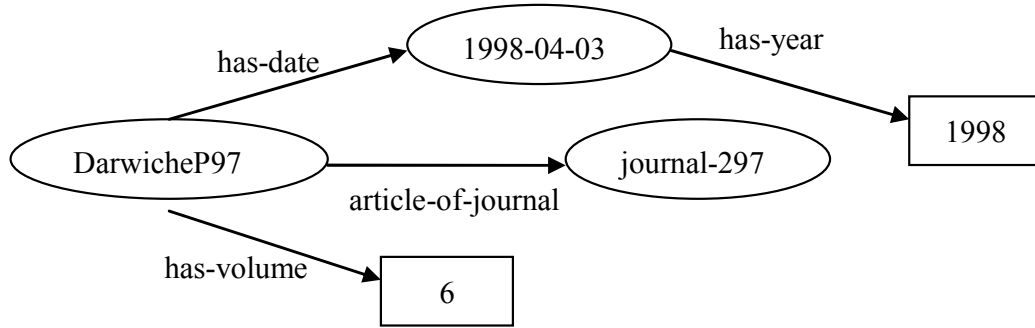 1998-04-03
has-year
has-date
1998
DarwicheP97
journal-297
article-of-journal
has-volume
6